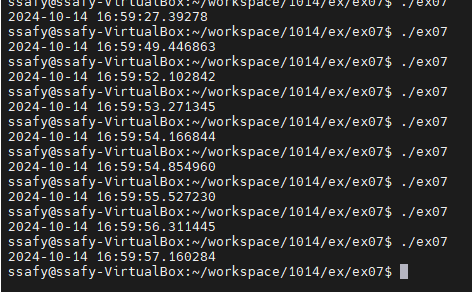 ssafy@ssafy-VirtualBox:~/workspace/1014/ex/ex07$ ./ex07
2024-10-14 16:59:27.39278
ssafy@ssafy-VirtualBox:~/workspace/1014/ex/ex07$ ./ex07
2024-10-14 16:59:49.446863
ssafy@ssafy-VirtualBox:~/workspace/1014/ex/ex07$ ./ex07
2024-10-14 16:59:52.102842
ssafy@ssafy-VirtualBox:~/workspace/1014/ex/ex07$ ./ex07
2024-10-14 16:59:53.271345
ssafy@ssafy-VirtualBox:~/workspace/1014/ex/ex07$ ./ex07
2024-10-14 16:59:54.166844
ssafy@ssafy-VirtualBox:~/workspace/1014/ex/ex07$ ./ex07
2024-10-14 16:59:54.854960
ssafy@ssafy-VirtualBox:~/workspace/1014/ex/ex07$ ./ex07
2024-10-14 16:59:55.527230
ssafy@ssafy-VirtualBox:~/workspace/1014/ex/ex07$ ./ex07
2024-10-14 16:59:56.311445
ssafy@ssafy-VirtualBox:~/workspace/1014/ex/ex07$ ./ex07
2024-10-14 16:59:57.160284
ssafy@ssafy-VirtualBox:~/workspace/1014/ex/ex07$